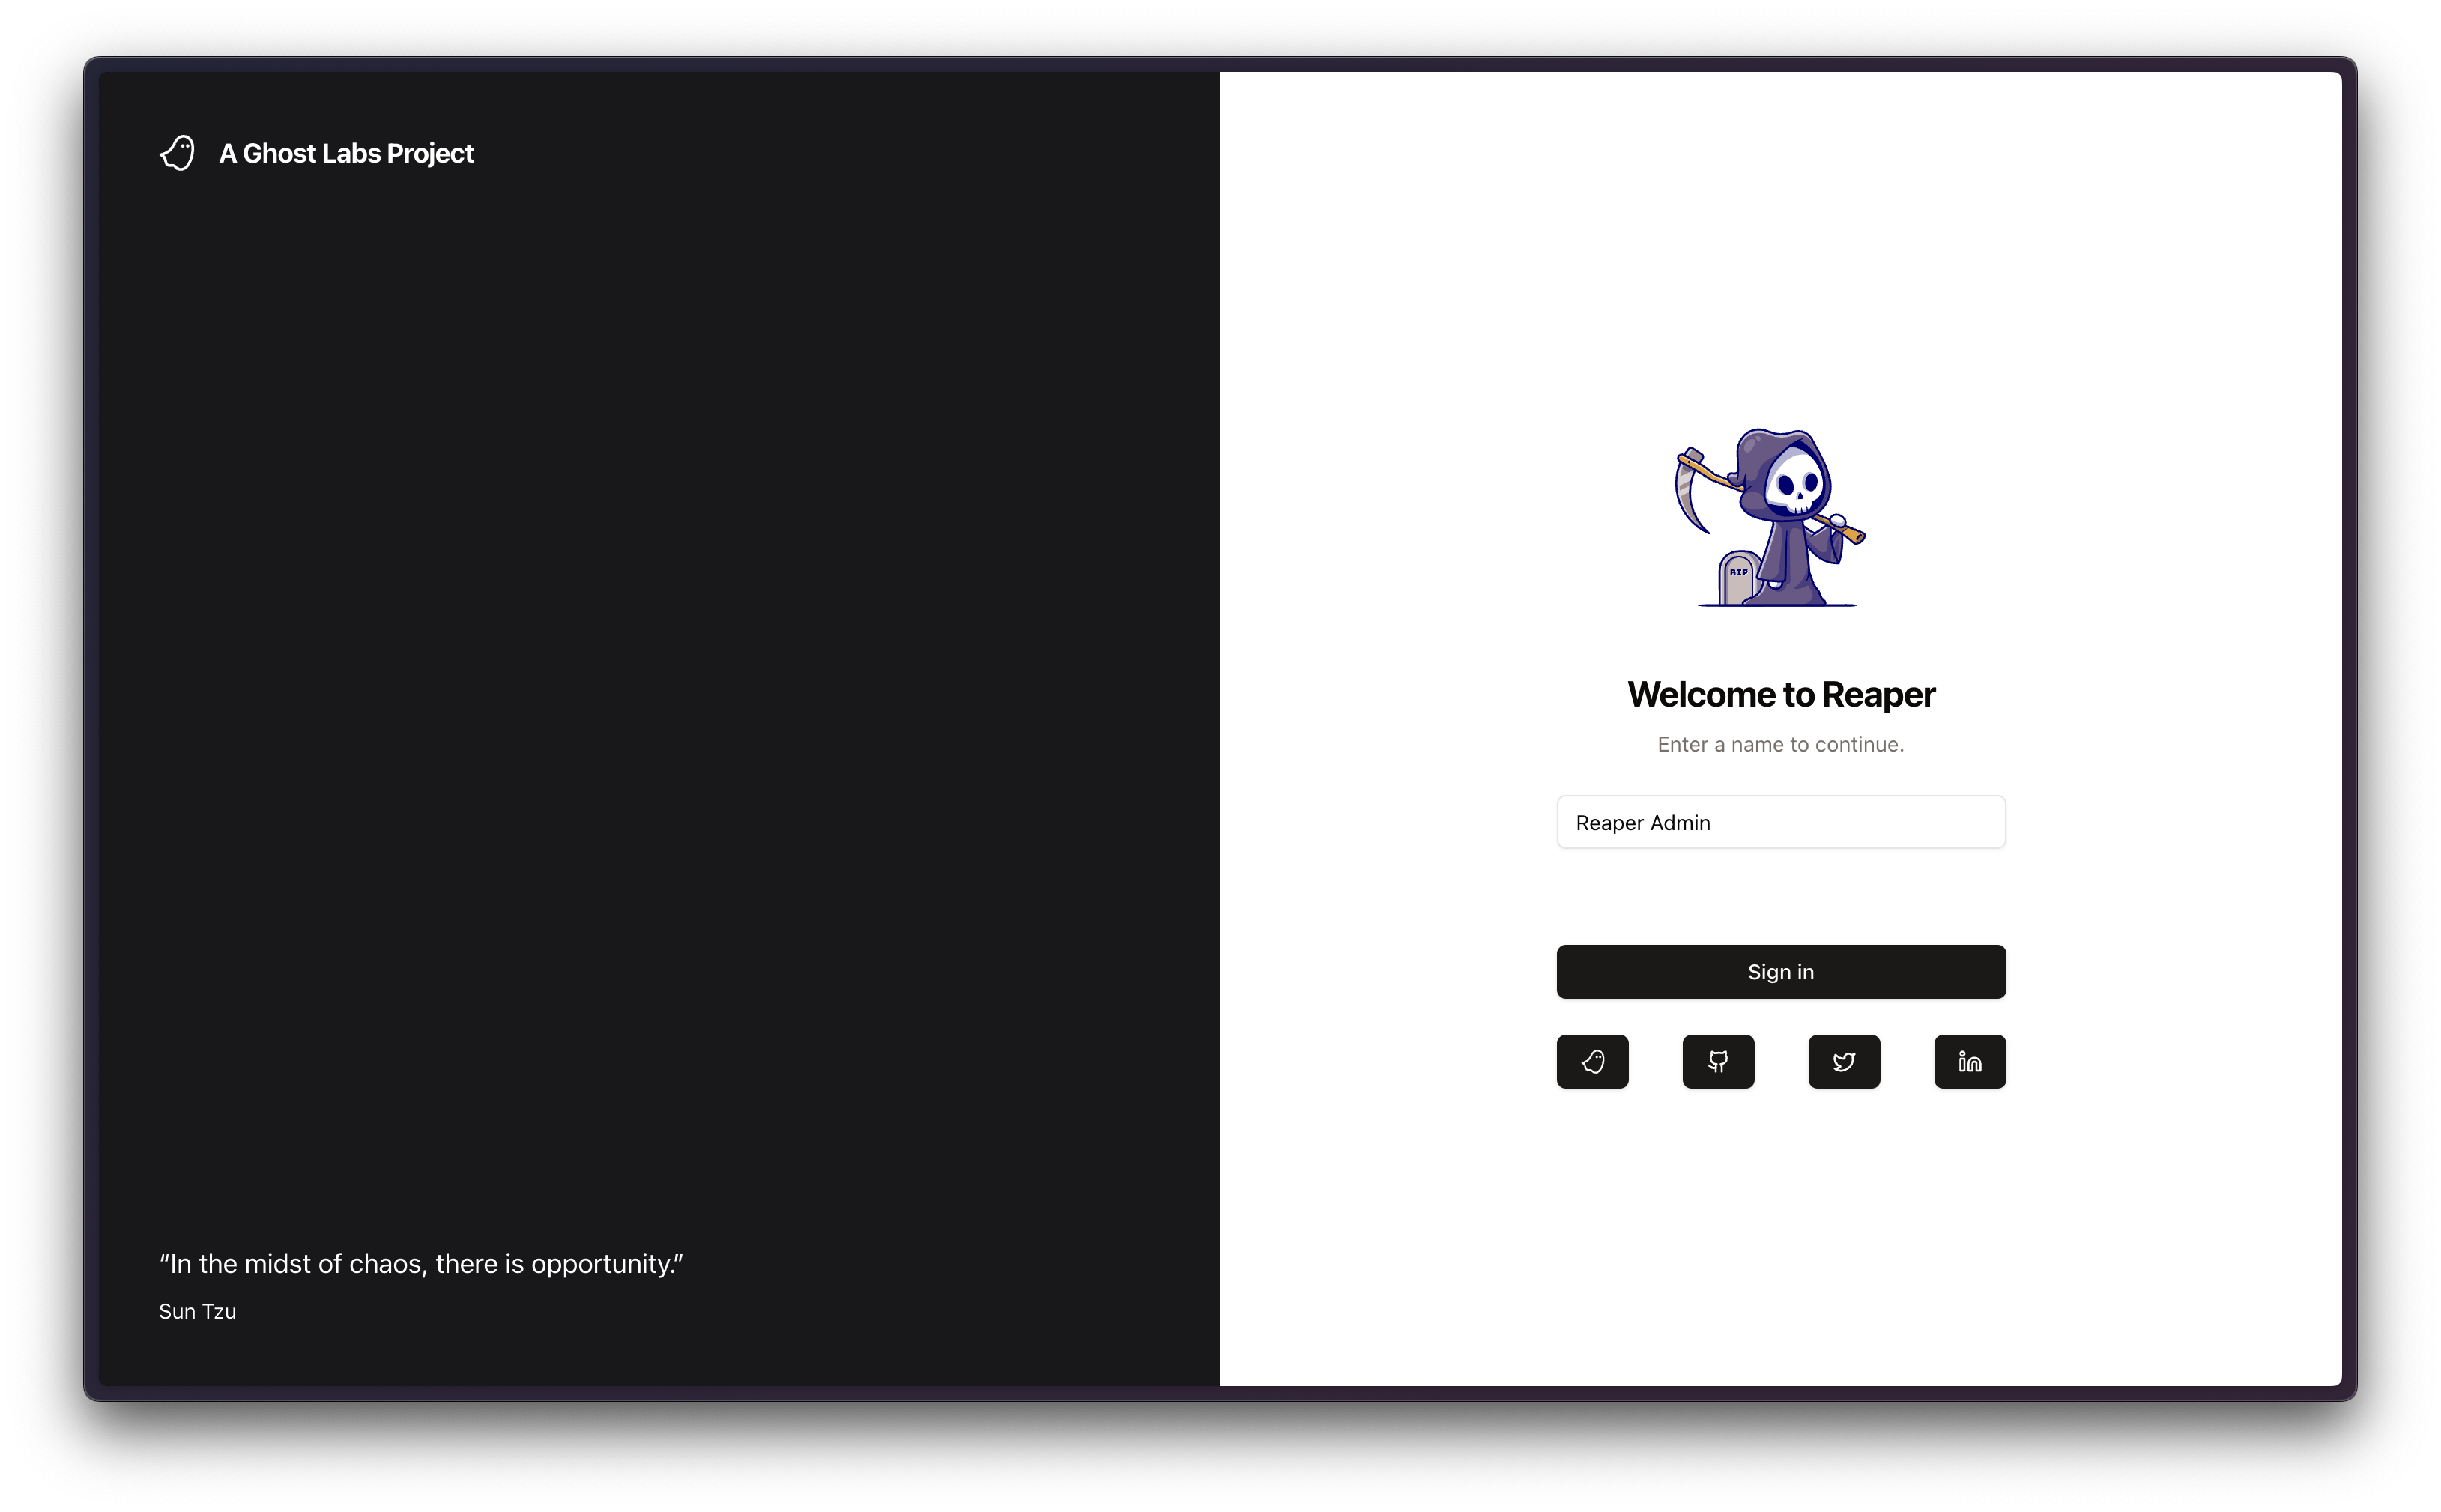 A Ghost Labs Project
“In the midst of chaos, there is opportunity.”
Sun Tzu
RIP
Welcome to Reaper
Enter a name to continue.
Reaper Admin
Sign in